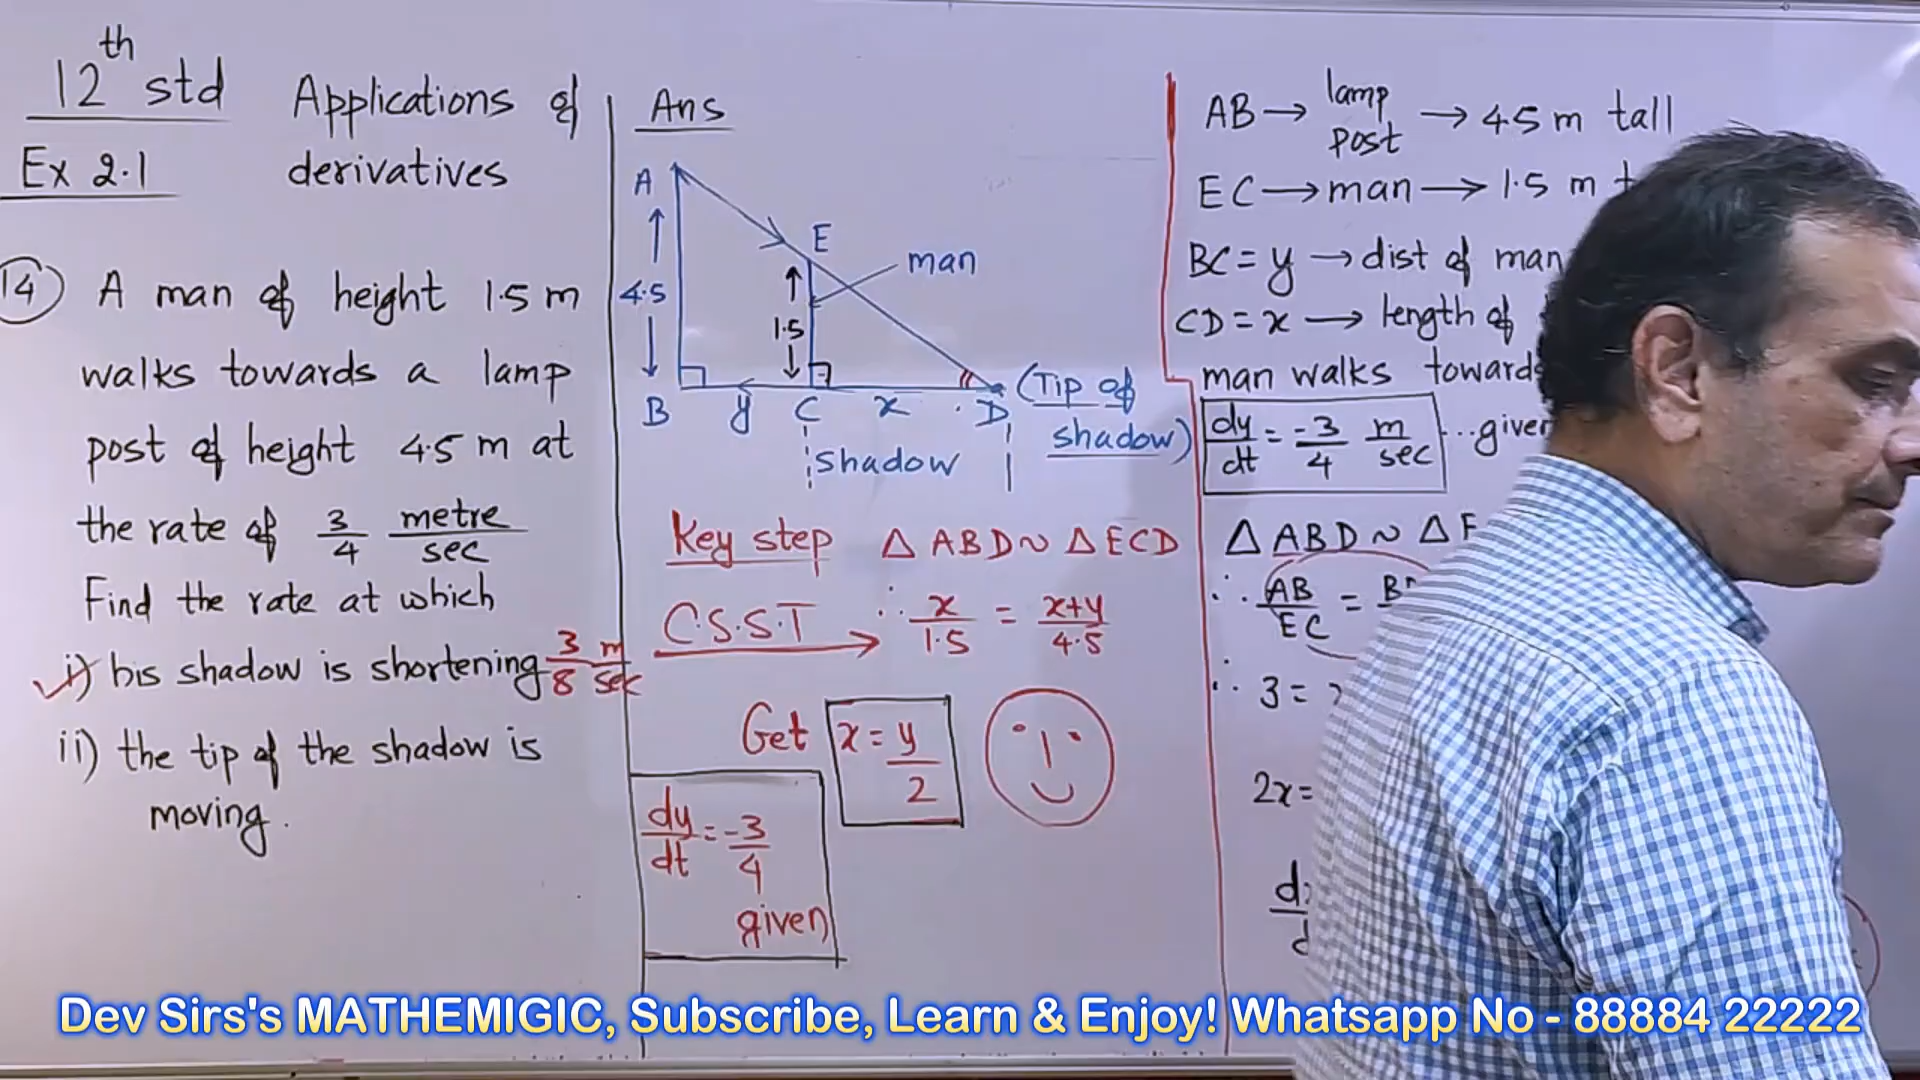 12th std
Ex 2.1
Applications of
derivatives
14) A man of height 1.5 m
walks towards a lamp
post of height 4.5 m at
the rate of 3/4 metre/sec
Find the rate at which
i) his shadow is shortening 3/8 m/sec
ii) the tip of the shadow is
moving.
Ans
A
E
man
4.5
1.5
B y C x D (Tip of
shadow)
shadow
Key step △ ABD ~ △ ECD
C.S.S.T → ∴ x/1.5 = x+y/4.5
Get x = y/2
dy/dt = -3/4
given
AB → lamp post → 4.5 m tall
EC → man → 1.5 m
BC = y → dist of man
CD = x → length of
man walks towards
dy/dt = -3/4 m/sec ...given
△ ABD ~ △
∴ AB/EC =
∴ 3 =
2x =
Dev Sirs's MATHEMIGIC, Subscribe, Learn & Enjoy! Whatsapp No - 88884 22222